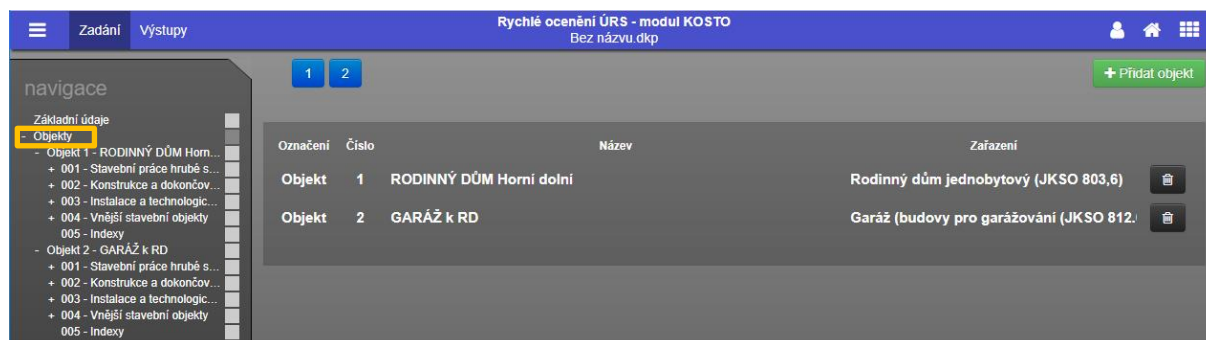 Zadání Výstupy
Rychlé ocenění ÚRS - modul KOSTO
Bez názvu.dkp
navigace
Základní údaje
- Objekty
- Objekt 1 - RODINNÝ DŮM Horn...
+ 001 - Stavební práce hrubé s...
+ 002 - Konstrukce a dokončov...
+ 003 - Instalace a technologic...
+ 004 - Vnější stavební objekty
005 - Indexy
- Objekt 2 - GARÁŽ k RD
+ 001 - Stavební práce hrubé s...
+ 002 - Konstrukce a dokončov...
+ 003 - Instalace a technologic...
+ 004 - Vnější stavební objekty
005 - Indexy
1 2
+ Přidat objekt
Označení Číslo Název Zařazení
Objekt 1 RODINNÝ DŮM Horní dolní Rodinný dům jednobytový (JKSO 803,6)
Objekt 2 GARÁŽ k RD Garáž (budovy pro garážování (JKSO 812.